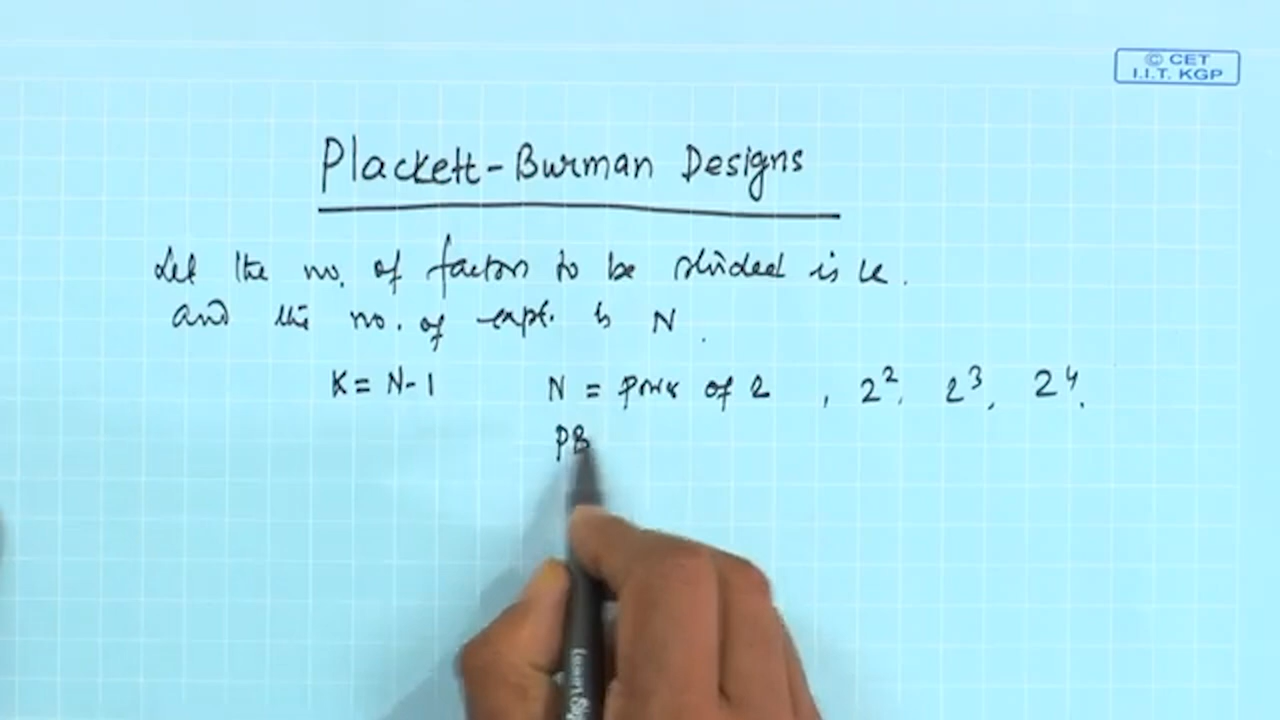 © CET
I.I.T. KGP
Plackett-Burman Designs
Let the no. of factors to be studied is k.
and the no. of expt. is N.
K = N-1 N = power of 2 , 2², 2³, 2⁴.
PB